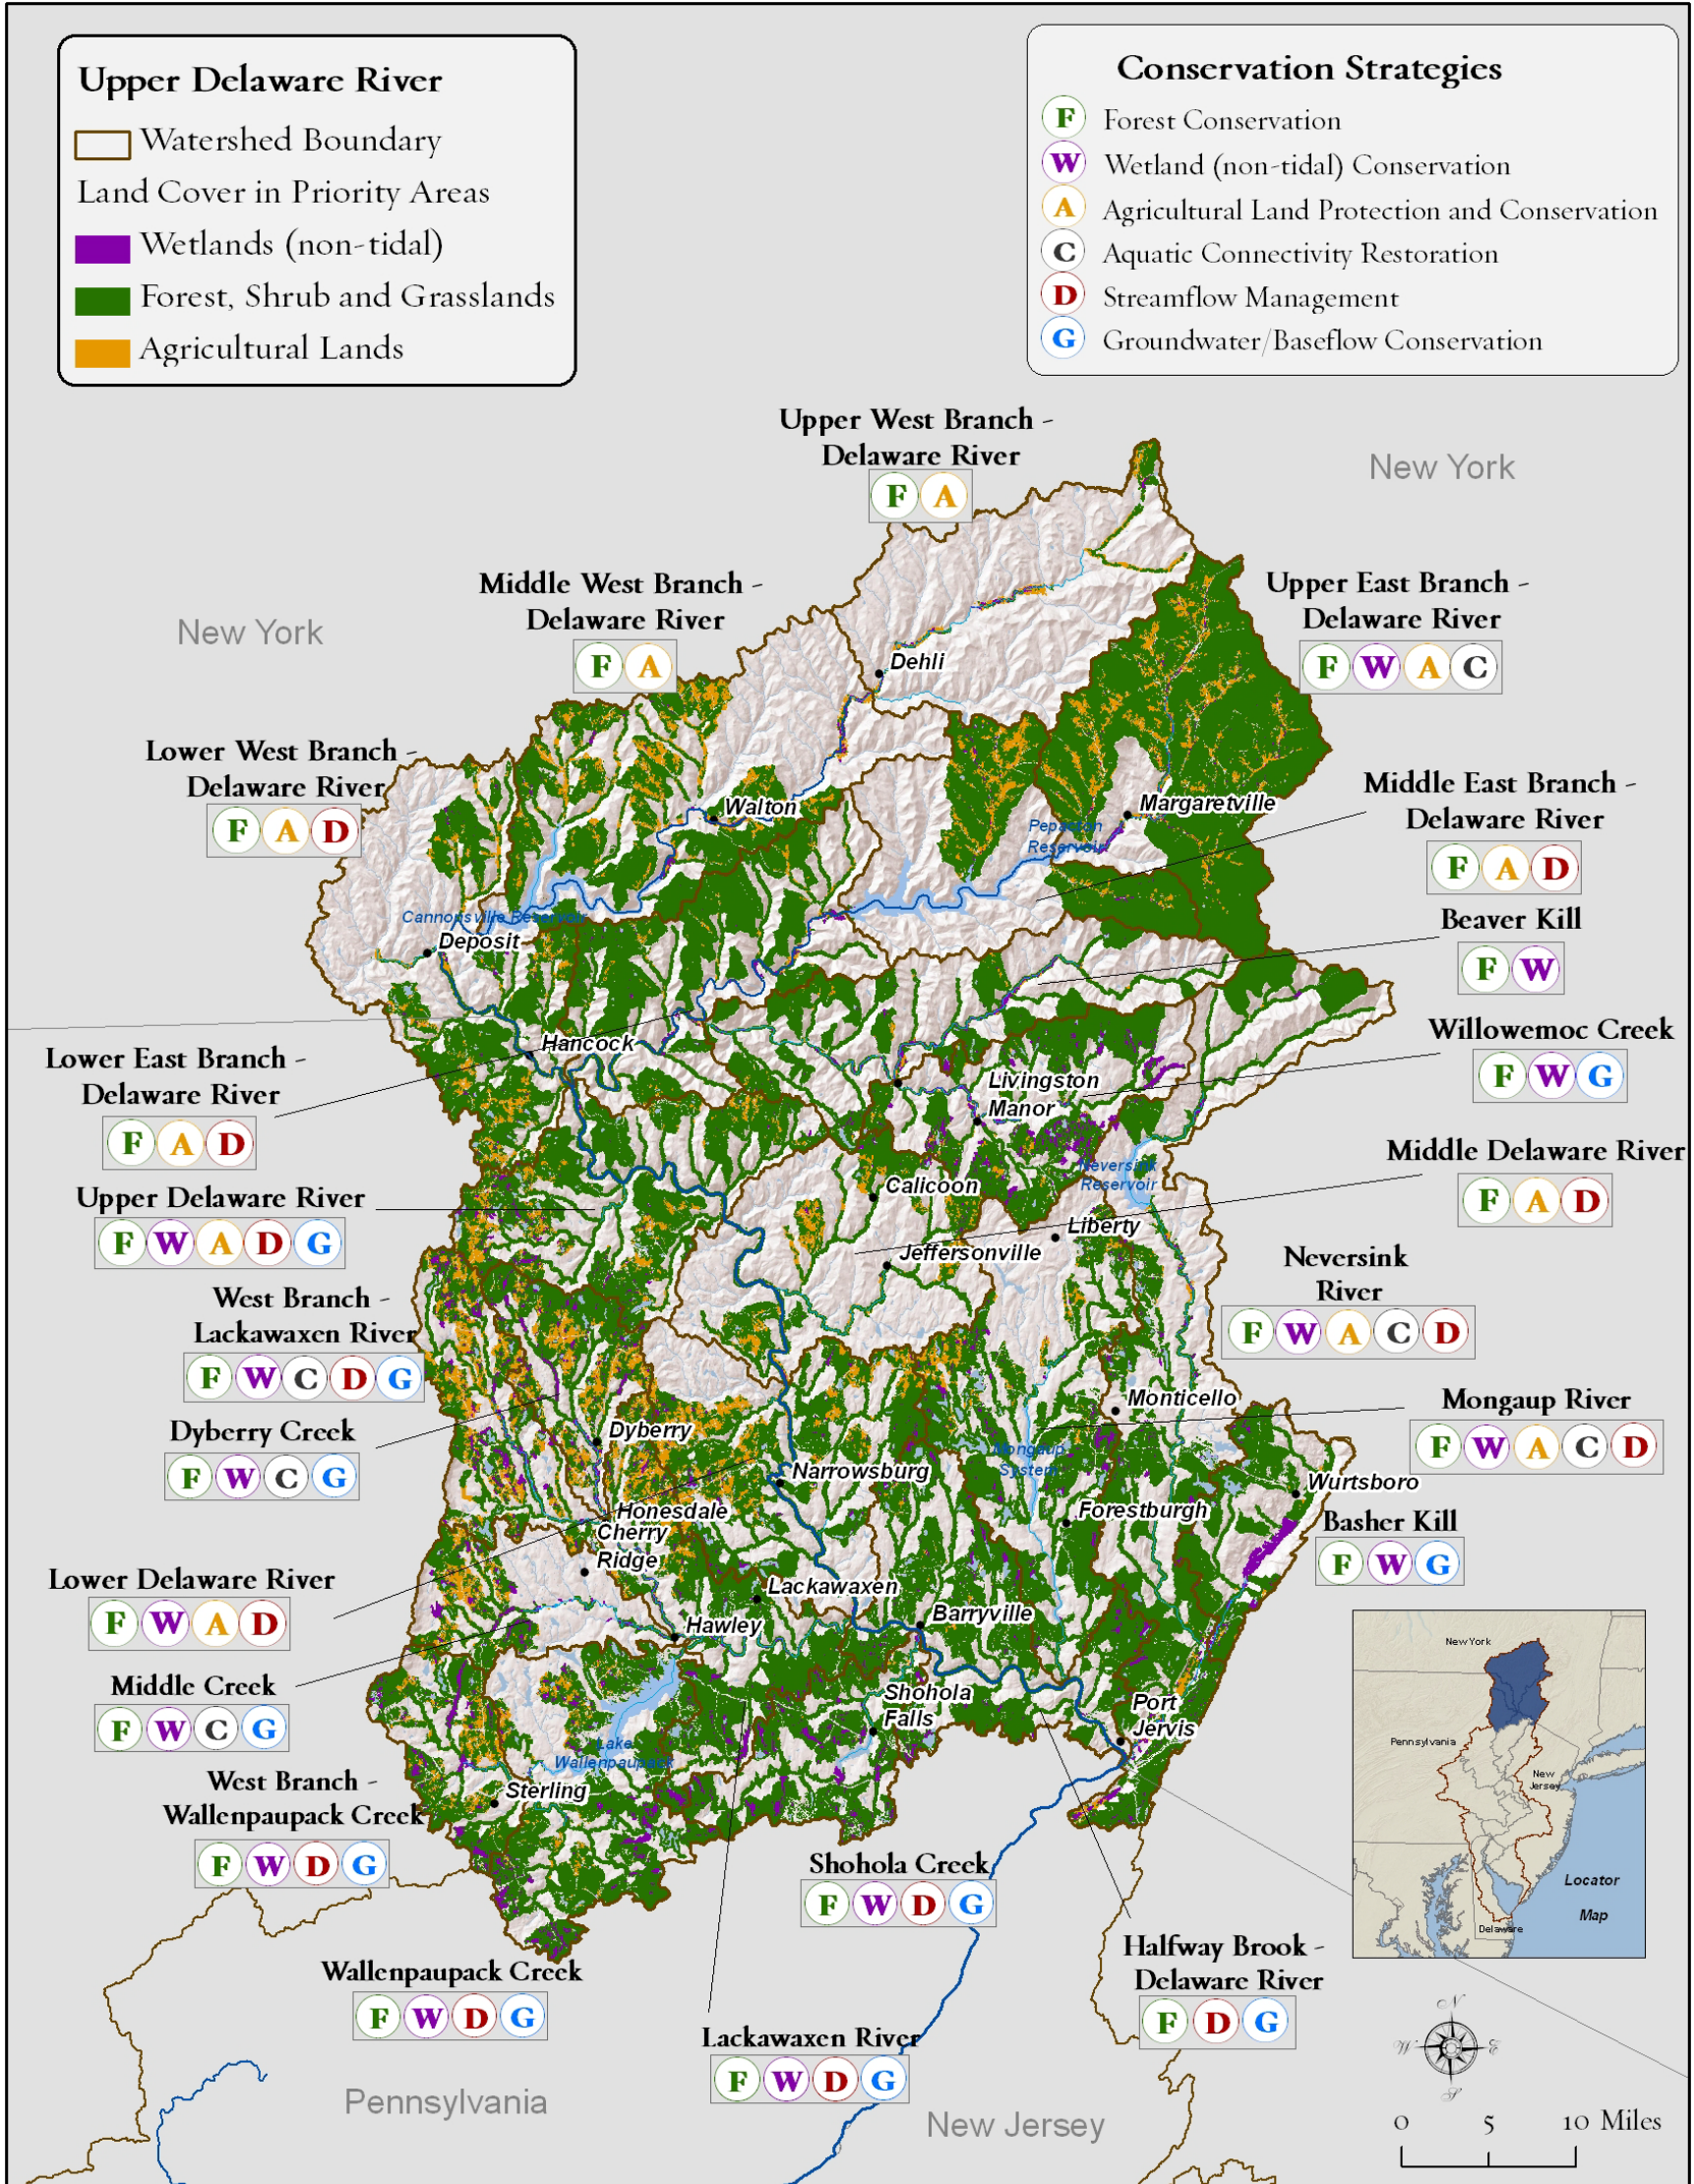 Upper Delaware River
Watershed Boundary
Land Cover in Priority Areas
Wetlands (non-tidal)
Forest, Shrub and Grasslands
Agricultural Lands
Conservation Strategies
F Forest Conservation
W Wetland (non-tidal) Conservation
A Agricultural Land Protection and Conservation
C Aquatic Connectivity Restoration
D Streamflow Management
G Groundwater/Baseflow Conservation
Upper West Branch -
Delaware River
F A
New York
Middle West Branch -
Delaware River
F A
Upper East Branch -
Delaware River
F W A C
New York
Dehli
Lower West Branch -
Delaware River
F A D
Walton
Margaretville
Pepacton
Reservoir
Middle East Branch -
Delaware River
F A D
Cannonsville Reservoir
Deposit
Beaver Kill
F W
Hancock
Willowemoc Creek
F W G
Lower East Branch -
Delaware River
F A D
Livingston
Manor
Neversink
Reservoir
Middle Delaware River
F A D
Upper Delaware River
F W A D G
Calicoon
Liberty
Jeffersonville
Neversink
River
F W A C D
West Branch -
Lackawaxen River
F W C D G
Monticello
Mongaup River
F W A C D
Dyberry Creek
F W C G
Dyberry
Mongaup
System
Narrowsburg
Wurtsboro
Honesdale
Cherry
Ridge
Forestburgh
Basher Kill
F W G
Lower Delaware River
F W A D
Lackawaxen
Hawley
Barryville
Middle Creek
F W C G
Shohola
Falls
Port
Jervis
Lake
Wallenpaupack
Sterling
West Branch -
Wallenpaupack Creek
F W D G
Shohola Creek
F W D G
Wallenpaupack Creek
F W D G
Lackawaxen River
F W D G
Halfway Brook -
Delaware River
F D G
New York
Pennsylvania
New
Jersey
Delaware
Locator
Map
Pennsylvania
New Jersey
N
W E
S
0 5 10 Miles